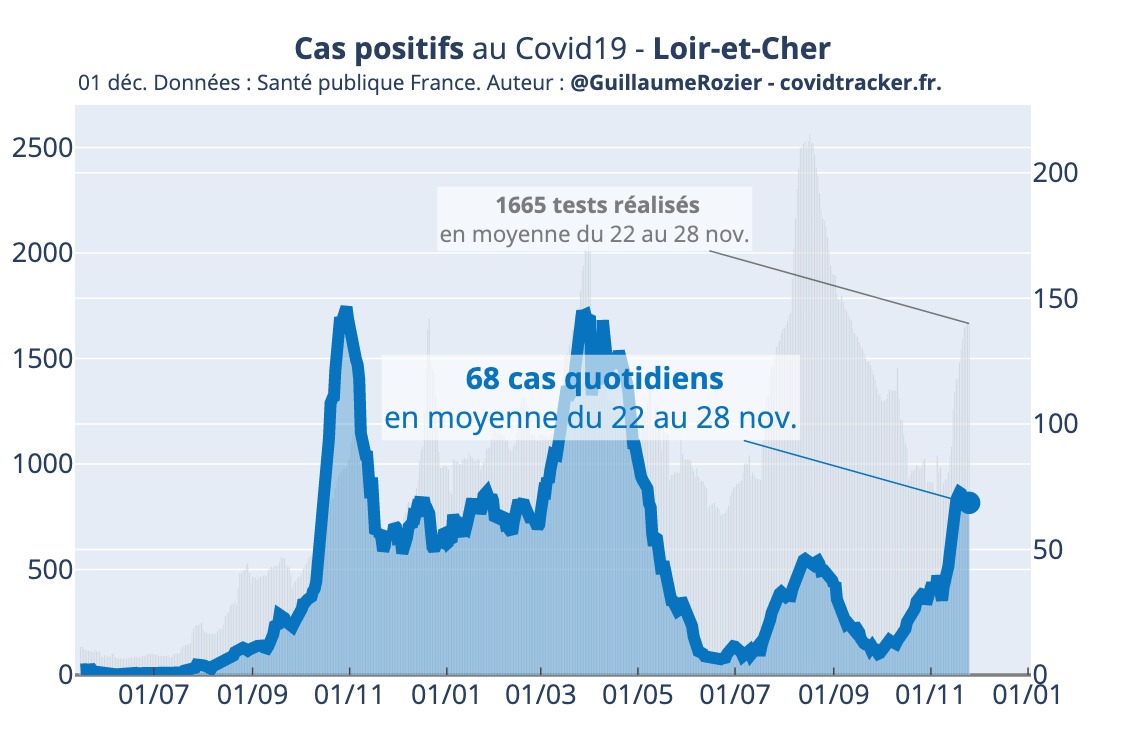 Cas positifs au Covid19 - Loir-et-Cher
01 déc. Données : Santé publique France. Auteur : @GuillaumeRozier - covidtracker.fr.
2500
200
1665 tests réalisés
en moyenne du 22 au 28 nov.
2000
150
1500
68 cas quotidiens
en moyenne du 22 au 28 nov.
100
1000
50
500
0
0
01/07 01/09 01/11 01/01 01/03 01/05 01/07 01/09 01/11 01/01